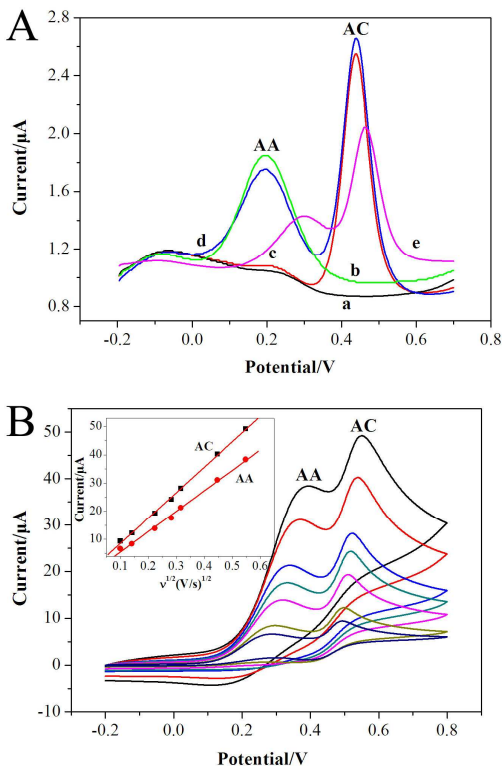 A
2.8
2.4
2.0
1.6
1.2
0.8
Current/μA
AC
AA
d
c
e
b
a
-0.2 0.0 0.2 0.4 0.6 0.8
Potential/V
B
50
40
30
20
10
0
-10
Current/μA
50
40
30
20
10
0
Current/μA
AC
AA
0.1 0.2 0.3 0.4 0.5 0.6
ν1/2(V/s)1/2
AA
AC
-0.2 0.0 0.2 0.4 0.6 0.8
Potential/V